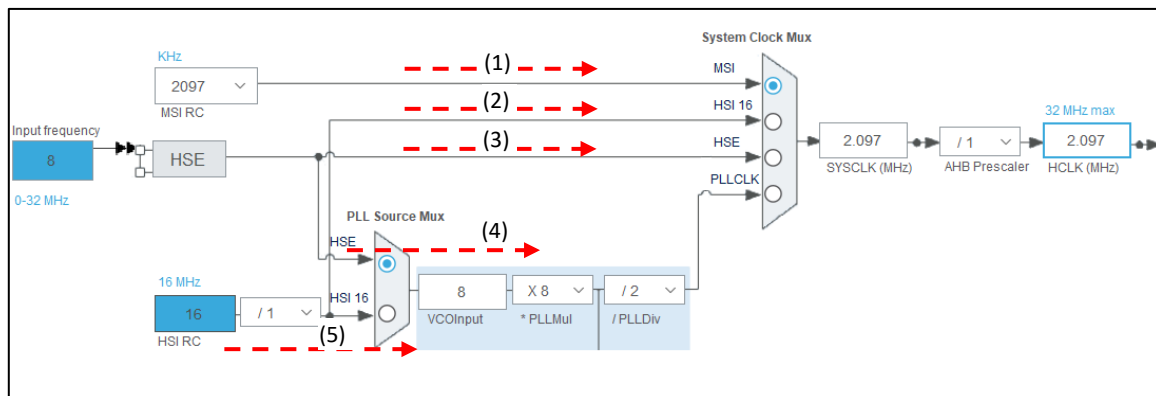 System Clock Mux
KHz
(1)
MSI
2097
MSI RC
(2)
HSI 16
32 MHz max
Input frequency
8
HSE
(3)
HSE
2.097
SYSCLK (MHz)
/ 1
AHB Prescaler
2.097
HCLK (MHz)
0-32 MHz
PLLCLK
PLL Source Mux
(4)
HSE
16 MHz
HSI 16
16
HSI RC
/ 1
8
VCOInput
X 8
* PLLMul
/ 2
/ PLLDiv
(5)